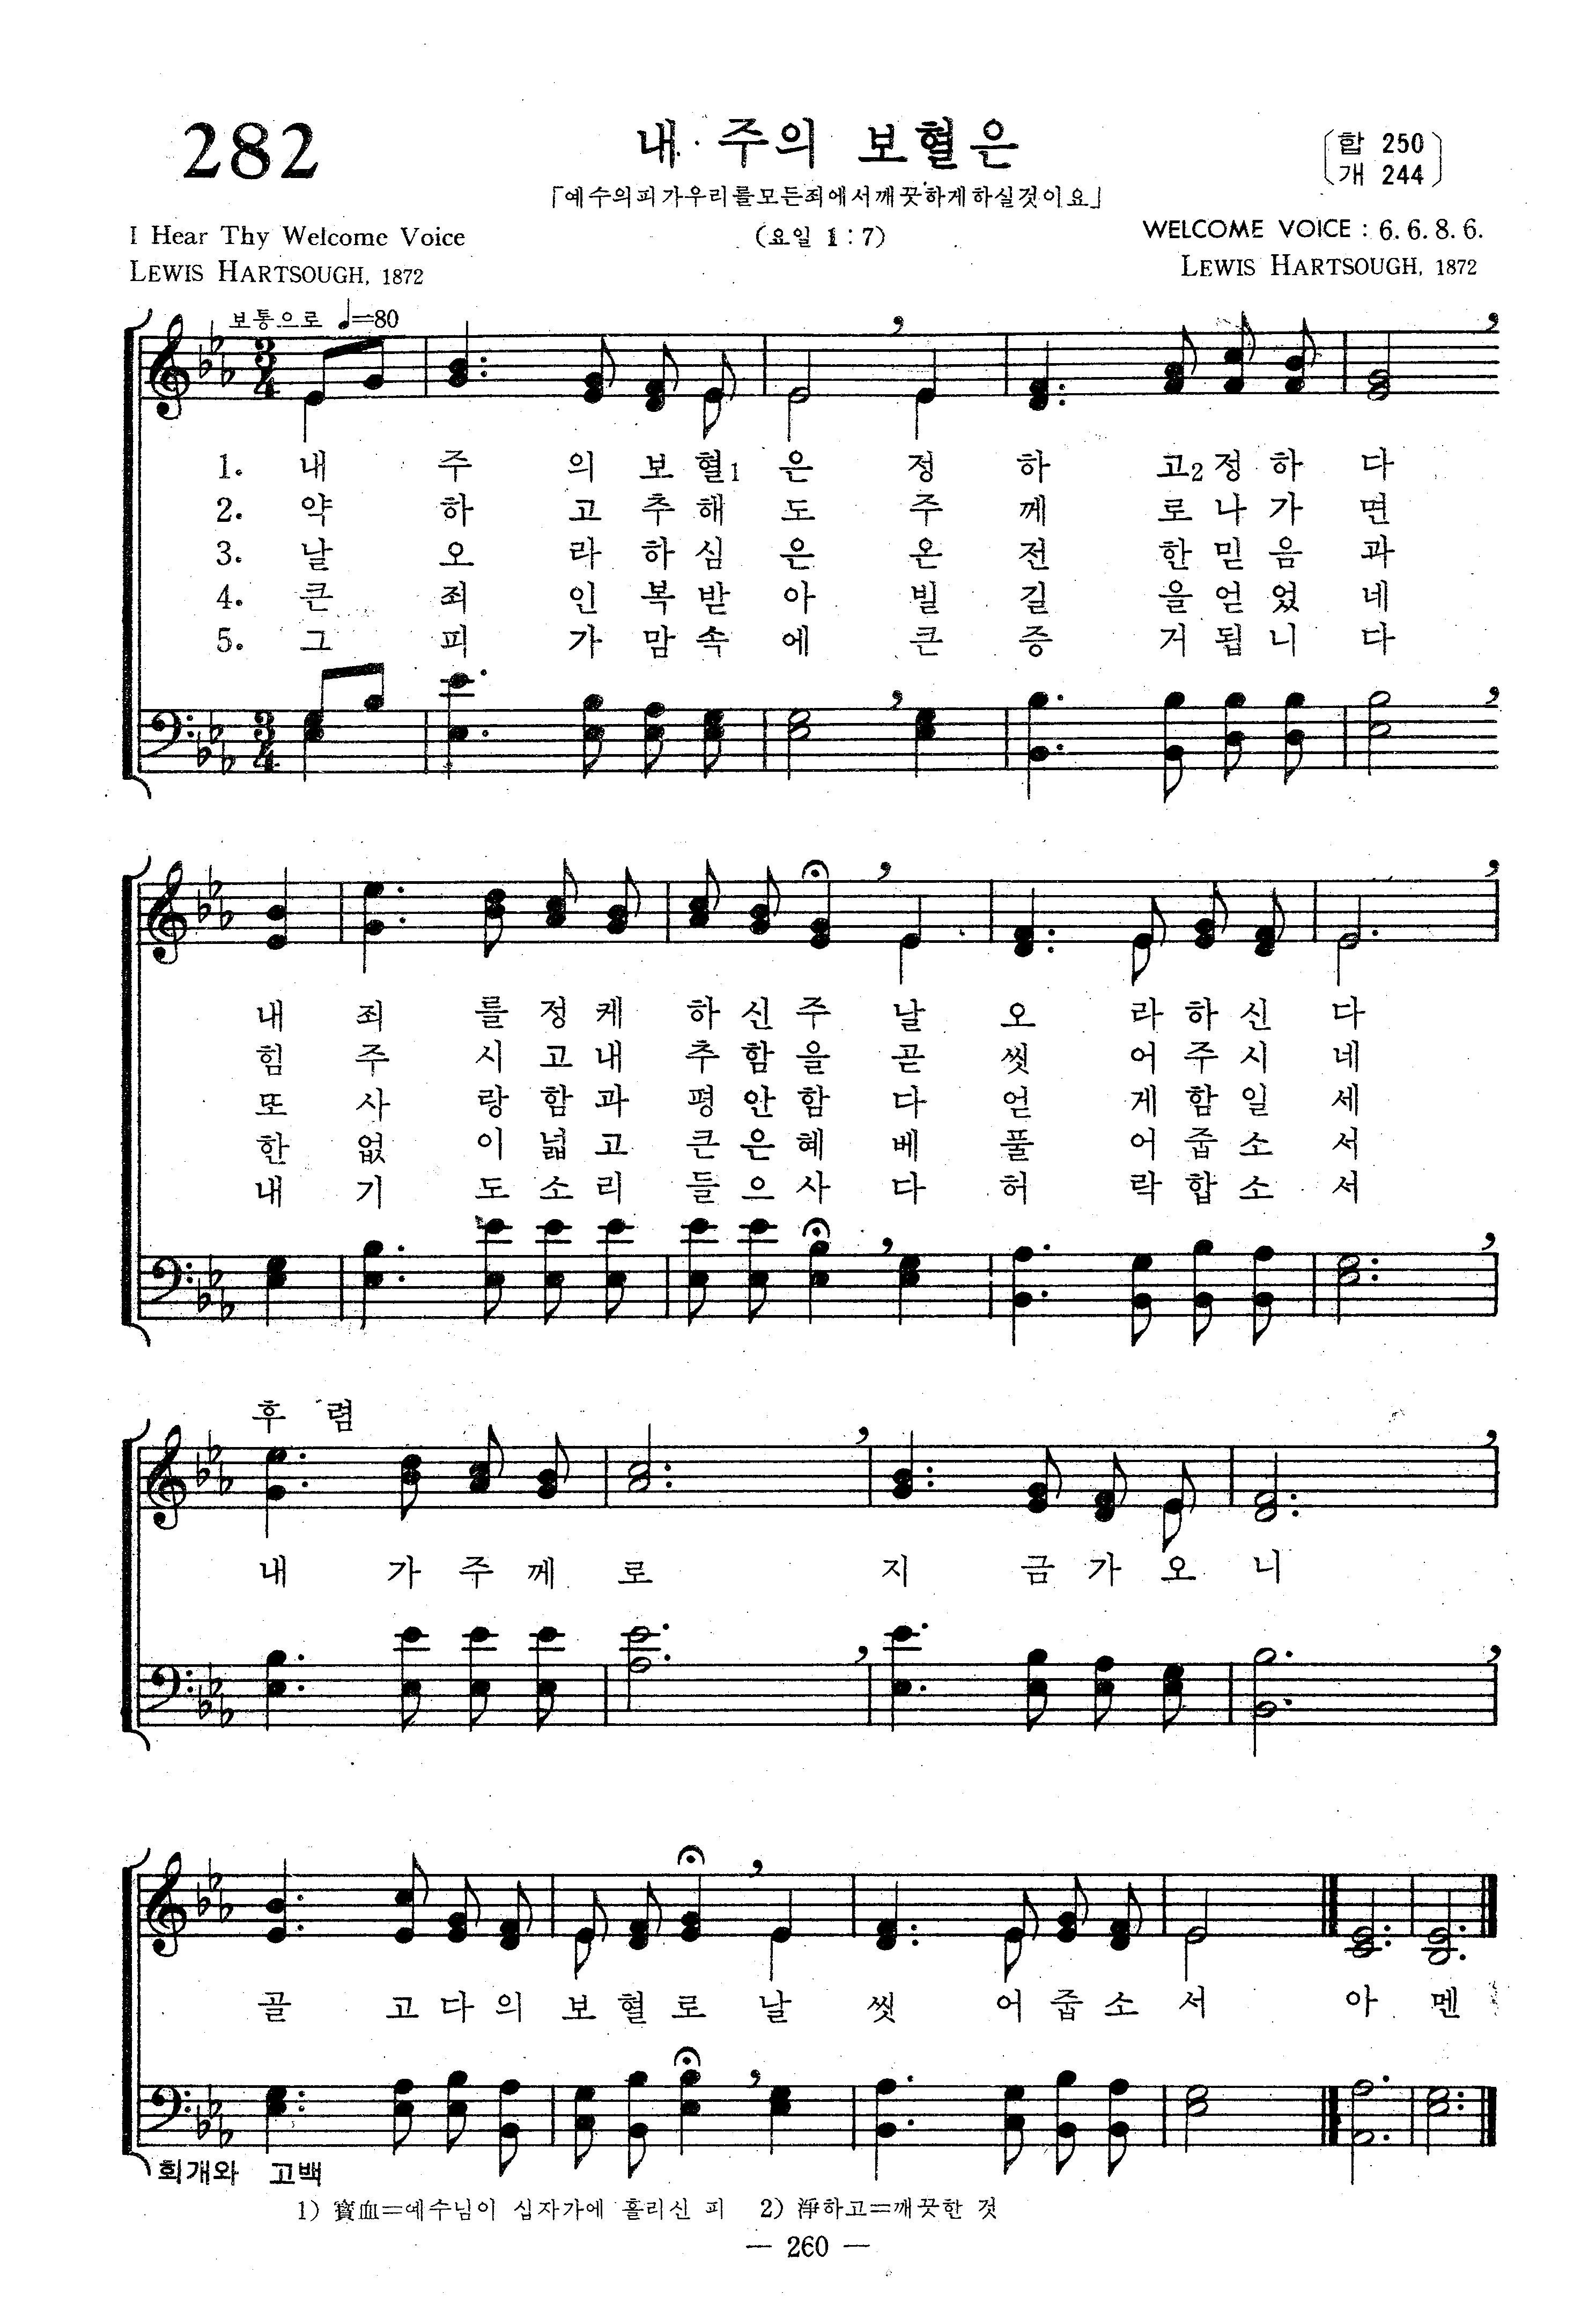 282
내 주의 보혈은
〔합 250
개 244〕
「예수의피가우리를모든죄에서깨끗하게하실것이요」
(요일 1 : 7)
I Hear Thy Welcome Voice
LEWIS HARTSOUGH, 1872
WELCOME VOICE : 6. 6. 8. 6.
LEWIS HARTSOUGH, 1872
보통으로 ♩=80
3 4
1. 내 주 의 보 혈1 은 정 하 고2 정 하 다
2. 약 하 고 추 해 도 주 께 로 나 가 면
3. 날 오 라 하 심 은 온 전 한 믿 음 과
4. 큰 죄 인 복 받 아 빌 길 을 얻 었 네
5. 그 피 가 맘 속 에 큰 증 거 됩 니 다
3 4
내 죄 를 정 케 하 신 주 날 오 라 하 신 다
힘 주 시 고 내 추 함 을 곧 씻 어 주 시 네
또 사 랑 함 과 평 안 함 다 얻 게 함 일 세
한 없 이 넓 고 큰 은 혜 베 풀 어 줍 소 서
내 기 도 소 리 들 으 사 다 허 락 합 소 서
후 렴
내 가 주 께 로 지 금 가 오 니
골 고 다 의 보 혈 로 날 씻 어 줍 소 서 아 멘
회개와 고백
1) 寶血=예수님이 십자가에 흘리신 피 2) 淨하고=깨끗한 것
— 260 —